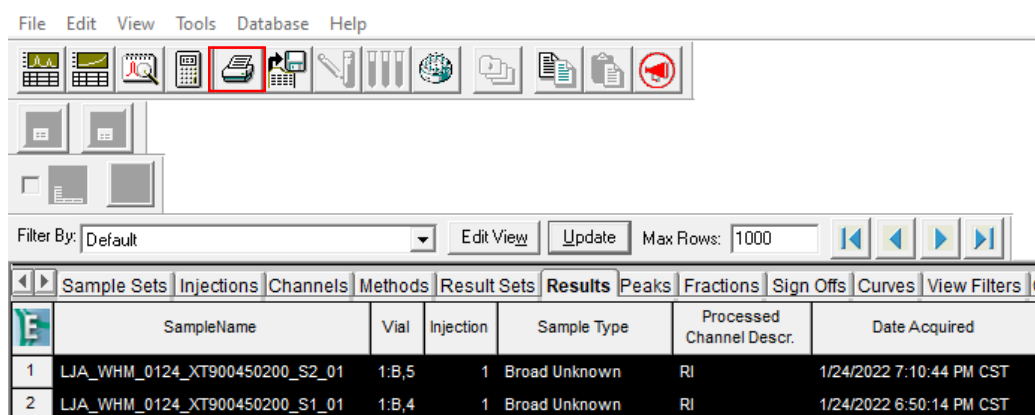 File Edit View Tools Database Help
Filter By: Default Edit View Update Max Rows: 1000
Sample Sets Injections Channels Methods Result Sets Results Peaks Fractions Sign Offs Curves View Filters
SampleName Vial Injection Sample Type Processed Channel Descr. Date Acquired
1 LJA_WHM_0124_XT900450200_S2_01 1:B,5 1 Broad Unknown RI 1/24/2022 7:10:44 PM CST
2 LJA_WHM_0124_XT900450200_S1_01 1:B,4 1 Broad Unknown RI 1/24/2022 6:50:14 PM CST